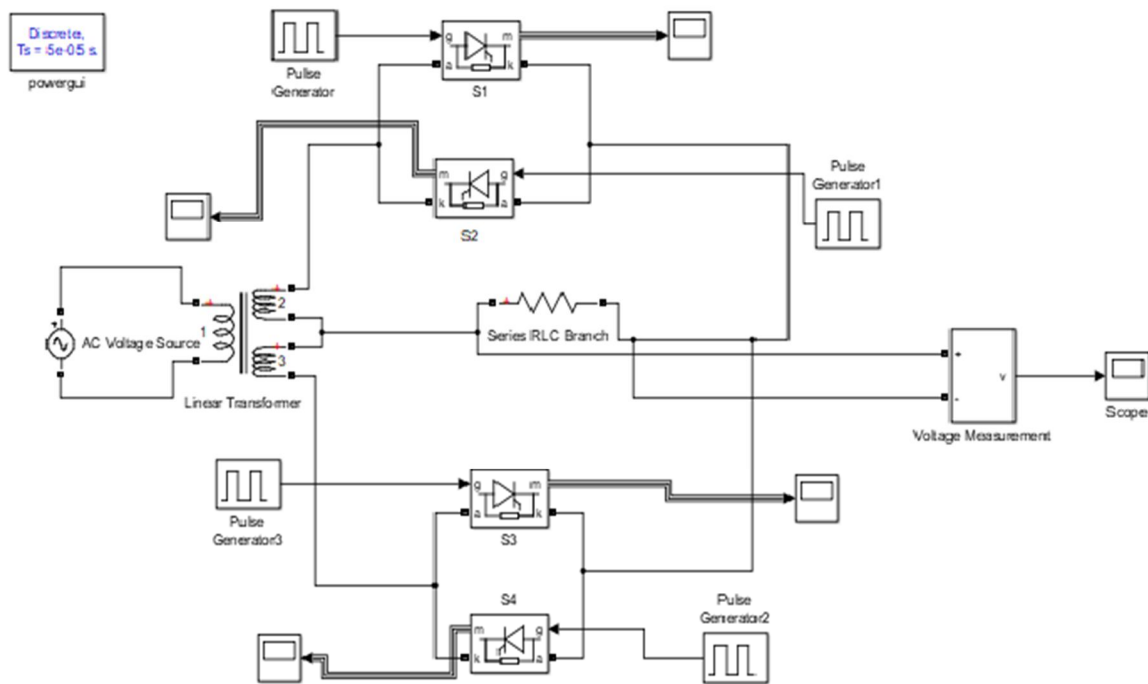 Discrete,
Ts = 5e-05 s.
powergui
Pulse
Generator
g
m
a
k
S1
m
g
k
a
S2
Pulse
Generator1
AC Voltage Source
1
2
3
Linear Transformer
Series RLC Branch
+
-
v
Voltage Measurement
Scope
Pulse
Generator3
g
m
a
k
S3
S4
m
g
k
a
Pulse
Generator2